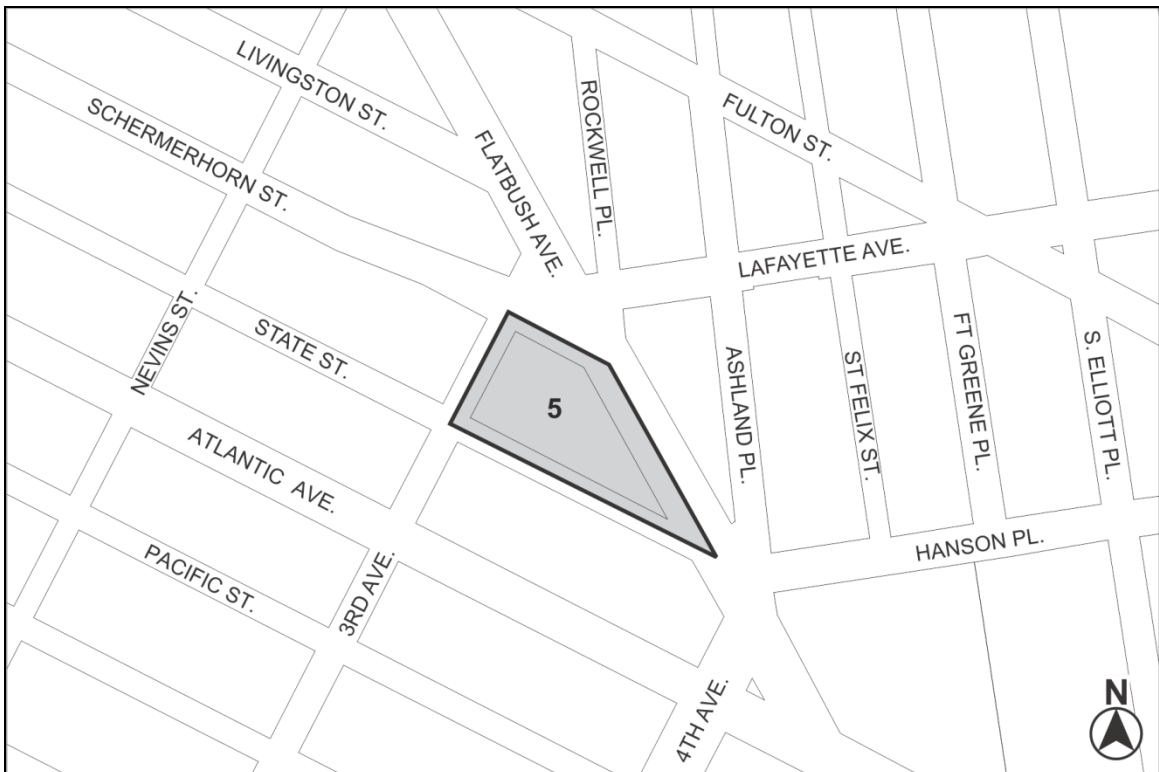 LIVINGSTON ST.
SCHERMERHORN ST.
FLATBUSH AVE.
ROCKWELL PL.
FULTON ST.
LAFAYETTE AVE.
NEVINS ST.
STATE ST.
5
ASHLAND PL.
ST FELIX ST.
FT GREENE PL.
S. ELLIOTT PL.
ATLANTIC AVE.
PACIFIC ST.
3RD AVE.
HANSON PL.
4TH AVE.
N